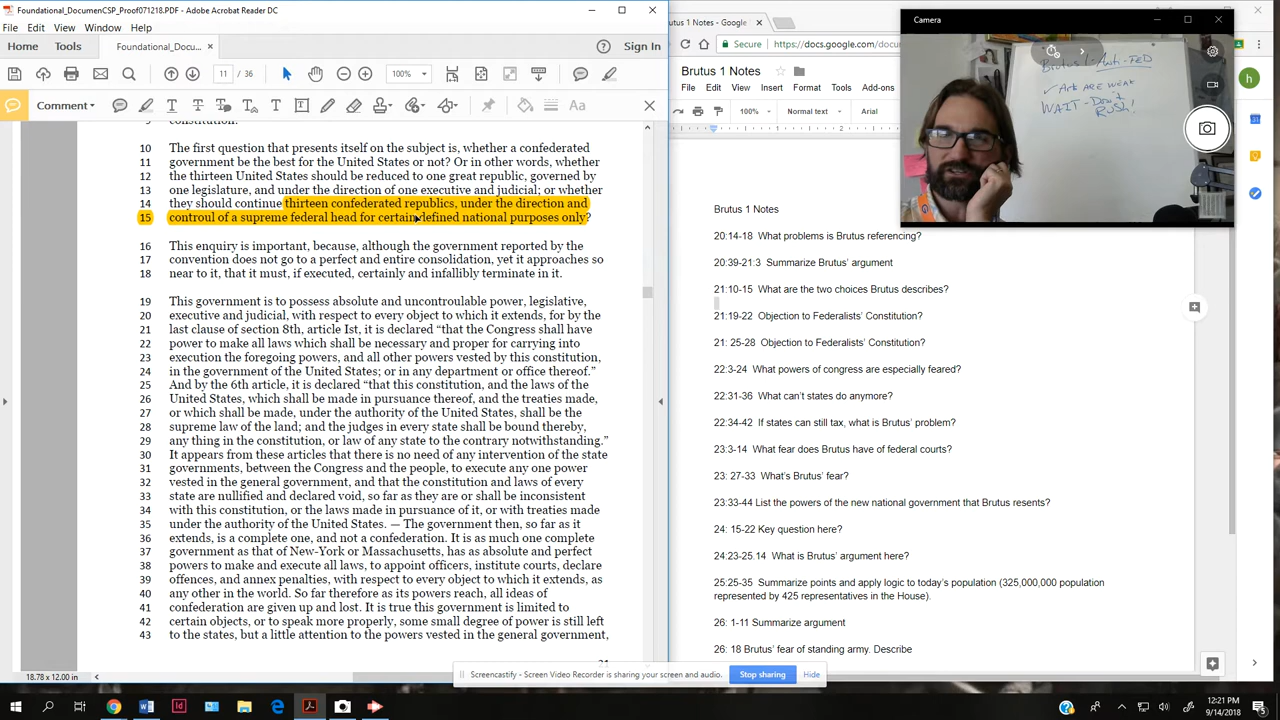 Foundational_DocumenCSP_Proof071218.PDF - Adobe Acrobat Reader DC
File Edit View Window Help
Home Tools Foundational_Docu... × Sign In
11 / 36 100%
Comment
9 constitution.
10 The first question that presents itself on the subject is, whether a confederated
11 government be the best for the United States or not? Or in other words, whether
12 the thirteen United States should be reduced to one great republic, governed by
13 one legislature, and under the direction of one executive and judicial; or whether
14 they should continue thirteen confederated republics, under the direction and
15 controul of a supreme federal head for certain defined national purposes only?
16 This enquiry is important, because, although the government reported by the
17 convention does not go to a perfect and entire consolidation, yet it approaches so
18 near to it, that it must, if executed, certainly and infallibly terminate in it.
19 This government is to possess absolute and uncontroulable power, legislative,
20 executive and judicial, with respect to every object to which it extends, for by the
21 last clause of section 8th, article Ist, it is declared “that the Congress shall have
22 power to make all laws which shall be necessary and proper for carrying into
23 execution the foregoing powers, and all other powers vested by this constitution,
24 in the government of the United States; or in any department or office thereof.”
25 And by the 6th article, it is declared “that this constitution, and the laws of the
26 United States, which shall be made in pursuance thereof, and the treaties made,
27 or which shall be made, under the authority of the United States, shall be the
28 supreme law of the land; and the judges in every state shall be bound thereby,
29 any thing in the constitution, or law of any state to the contrary notwithstanding.”
30 It appears from these articles that there is no need of any intervention of the state
31 governments, between the Congress and the people, to execute any one power
32 vested in the general government, and that the constitution and laws of every
33 state are nullified and declared void, so far as they are or shall be inconsistent
34 with this constitution, or the laws made in pursuance of it, or with treaties made
35 under the authority of the United States. — The government then, so far as it
36 extends, is a complete one, and not a confederation. It is as much one complete
37 government as that of New-York or Massachusetts, has as absolute and perfect
38 powers to make and execute all laws, to appoint officers, institute courts, declare
39 offences, and annex penalties, with respect to every object to which it extends, as
40 any other in the world. So far therefore as its powers reach, all ideas of
41 confederation are given up and lost. It is true this government is limited to
42 certain objects, or to speak more properly, some small degree of power is still left
43 to the states, but a little attention to the powers vested in the general government,
21
18.78 x 12.00 in
Brutus 1 Notes - Google
Secure https://docs.google.com/docu
Brutus 1 Notes
File Edit View Insert Format Tools Add-ons
100% Normal text Arial
Brutus 1 Notes
20:14-18 What problems is Brutus referencing?
20:39-21:3 Summarize Brutus’ argument
21:10-15 What are the two choices Brutus describes?
21:19-22 Objection to Federalists’ Constitution?
21: 25-28 Objection to Federalists’ Constitution?
22:3-24 What powers of congress are especially feared?
22:31-36 What can’t states do anymore?
22:34-42 If states can still tax, what is Brutus’ problem?
23:3-14 What fear does Brutus have of federal courts?
23: 27-33 What’s Brutus’ fear?
23:33-44 List the powers of the new national government that Brutus resents?
24: 15-22 Key question here?
24:23-25.14 What is Brutus’ argument here?
25:25-35 Summarize points and apply logic to today’s population (325,000,000 population
represented by 425 representatives in the House).
26: 1-11 Summarize argument
26: 18 Brutus’ fear of standing army. Describe
Camera
Brutus 1: Anti-FED
✓ Art ARE WEAK
WAIT - Don't
RUSH!
h
Screencastify - Screen Video Recorder is sharing your screen and audio. Stop sharing Hide
12:21 PM
9/14/2018
5